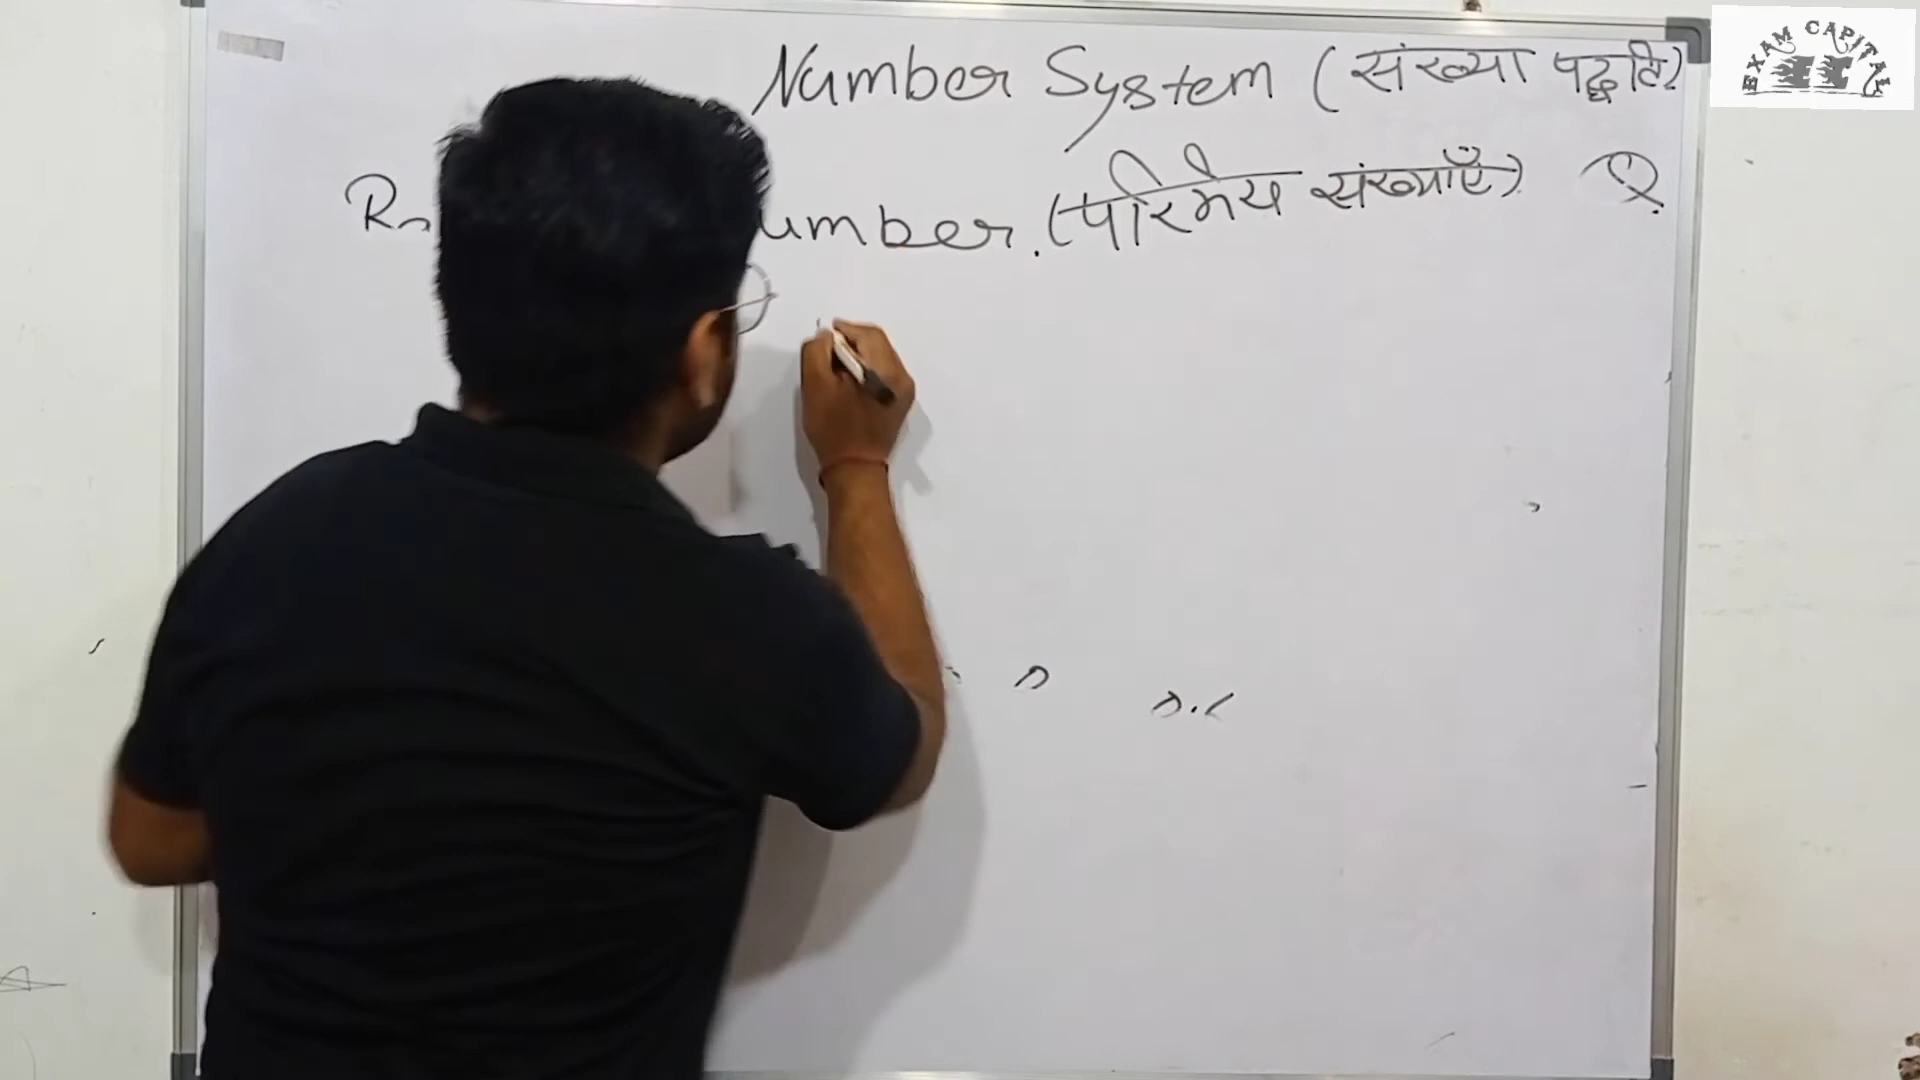 EXAM CAPITAL
Number System (संख्या पद्धति)
umber. (परिमेय संख्याएँ) Q.